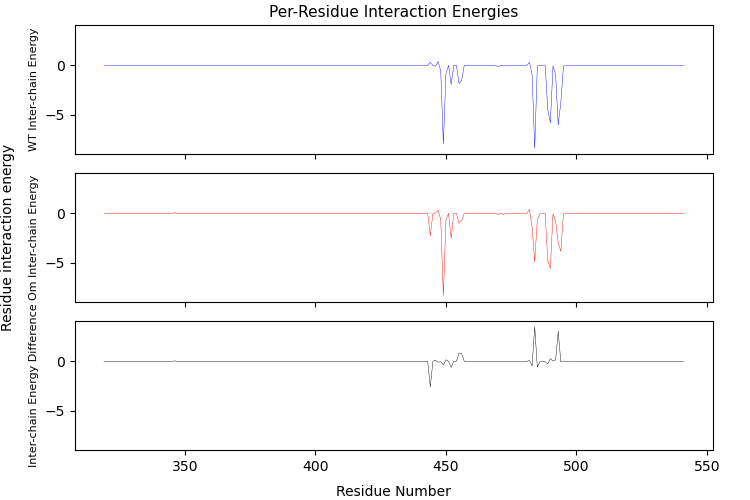 Per-Residue Interaction Energies
Residue interaction energy
WT Inter-chain Energy
0
−5
Om Inter-chain Energy
0
−5
Inter-chain Energy Difference
0
−5
350
400
450
500
550
Residue Number